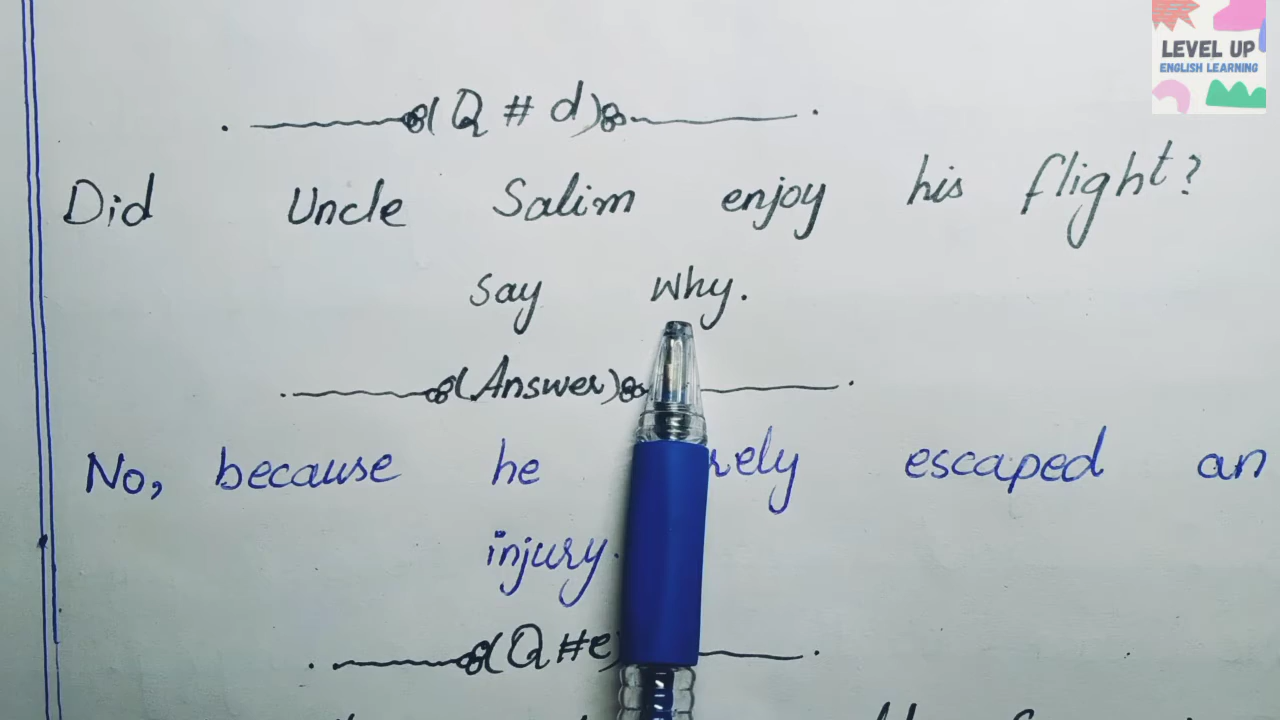 LEVEL UP
ENGLISH LEARNING
(Q # d)
Did Uncle Salim enjoy his flight?
say why.
(Answer)
No, because he rely escaped an
injury.
(Q #e)